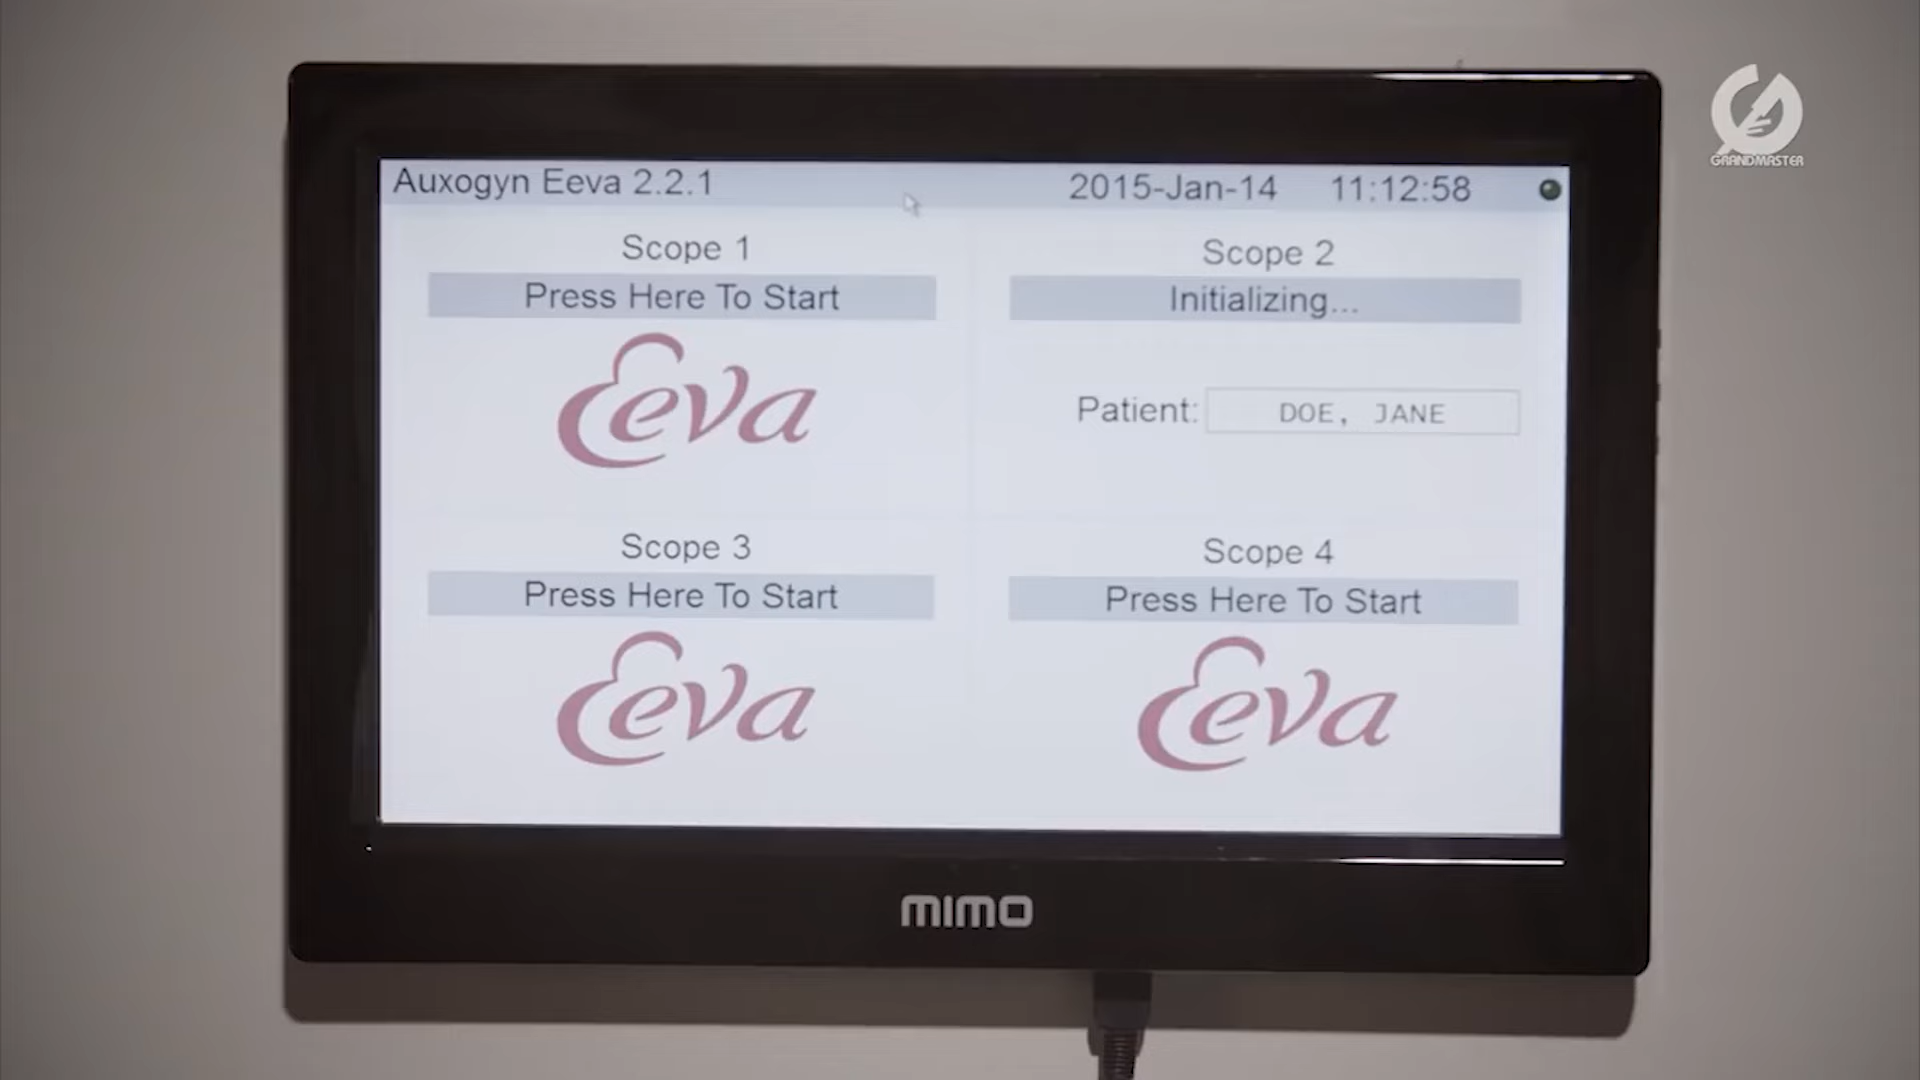 GRANDMASTER
Auxogyn Eeva 2.2.1
2015-Jan-14 11:12:58
Scope 1
Press Here To Start
Eeva
Scope 2
Initializing...
Patient: DOE, JANE
Scope 3
Press Here To Start
Eeva
Scope 4
Press Here To Start
Eeva
mimo